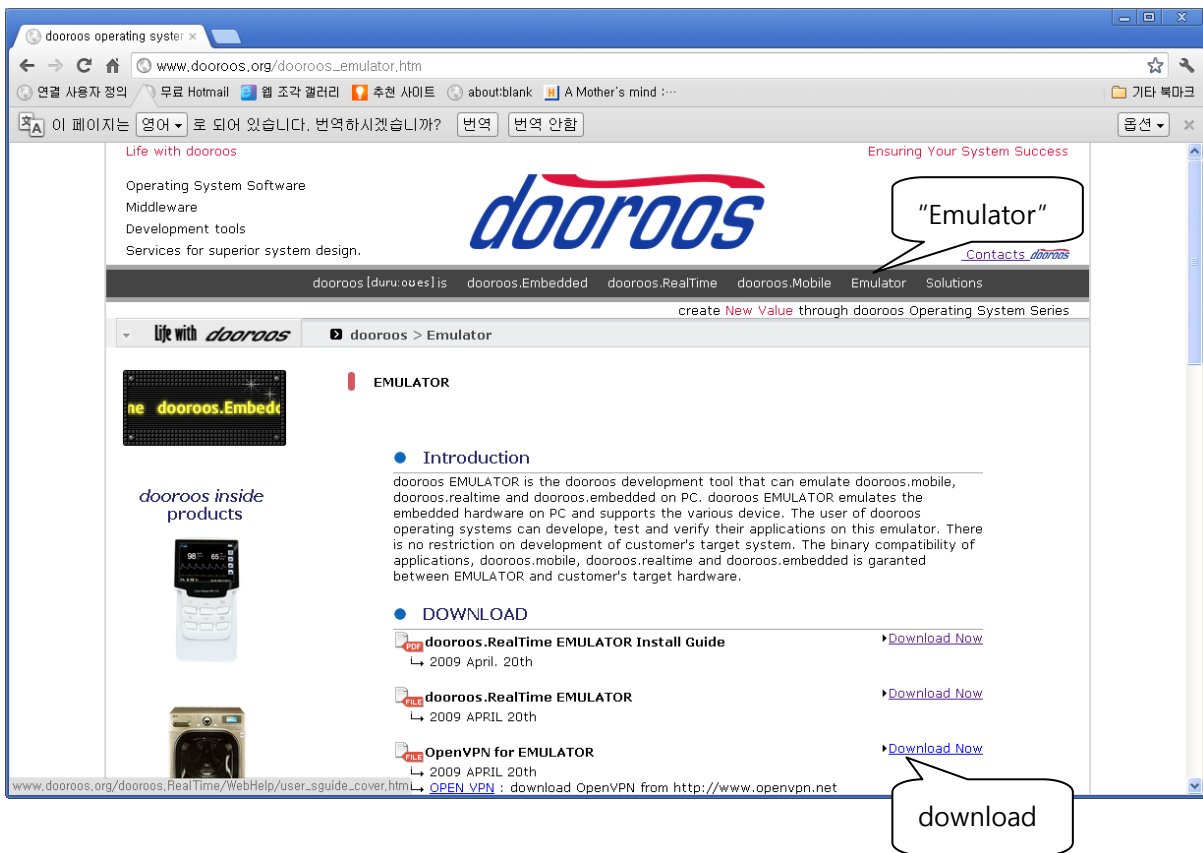 dooroos operating syster
www.dooroos.org/dooroos_emulator.htm
연결 사용자 정의 무료 Hotmail 웹 조각 갤러리 추천 사이트 about:blank A Mother's mind :··· 기타 북마크
이 페이지는 영어 로 되어 있습니다. 번역하시겠습니까? 번역 번역 안함 옵션
Life with dooroos
Ensuring Your System Success
Operating System Software
Middleware
Development tools
Services for superior system design.
dooroos
"Emulator"
Contacts dooroos
dooroos [duru:oʊes] is dooroos.Embedded dooroos.RealTime dooroos.Mobile Emulator Solutions
create New Value through dooroos Operating System Series
life with dooroos
dooroos > Emulator
ne dooroos.Embedd
dooroos inside
products
98 65
EMULATOR
Introduction
dooroos EMULATOR is the dooroos development tool that can emulate dooroos.mobile,
dooroos.realtime and dooroos.embedded on PC. dooroos EMULATOR emulates the
embedded hardware on PC and supports the various device. The user of dooroos
operating systems can develope, test and verify their applications on this emulator. There
is no restriction on development of customer's target system. The binary compatibility of
applications, dooroos.mobile, dooroos.realtime and dooroos.embedded is garanted
between EMULATOR and customer's target hardware.
DOWNLOAD
PDF dooroos.RealTime EMULATOR Install Guide Download Now
2009 April. 20th
FILE dooroos.RealTime EMULATOR Download Now
2009 APRIL 20th
FILE OpenVPN for EMULATOR Download Now
2009 APRIL 20th
OPEN VPN : download OpenVPN from http://www.openvpn.net
www.dooroos.org/dooroos.RealTime/WebHelp/user_sguide_cover.htm
download